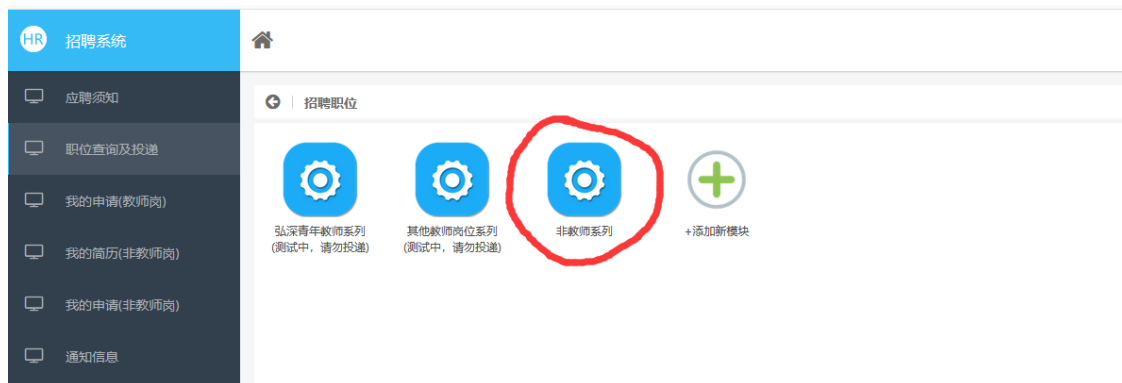 HR 招聘系统
应聘须知
职位查询及投递
我的申请(教师岗)
我的简历(非教师岗)
我的申请(非教师岗)
通知信息
招聘职位
弘深青年教师系列
(测试中，请勿投递)
其他教师岗位系列
(测试中，请勿投递)
非教师系列
+添加新模块